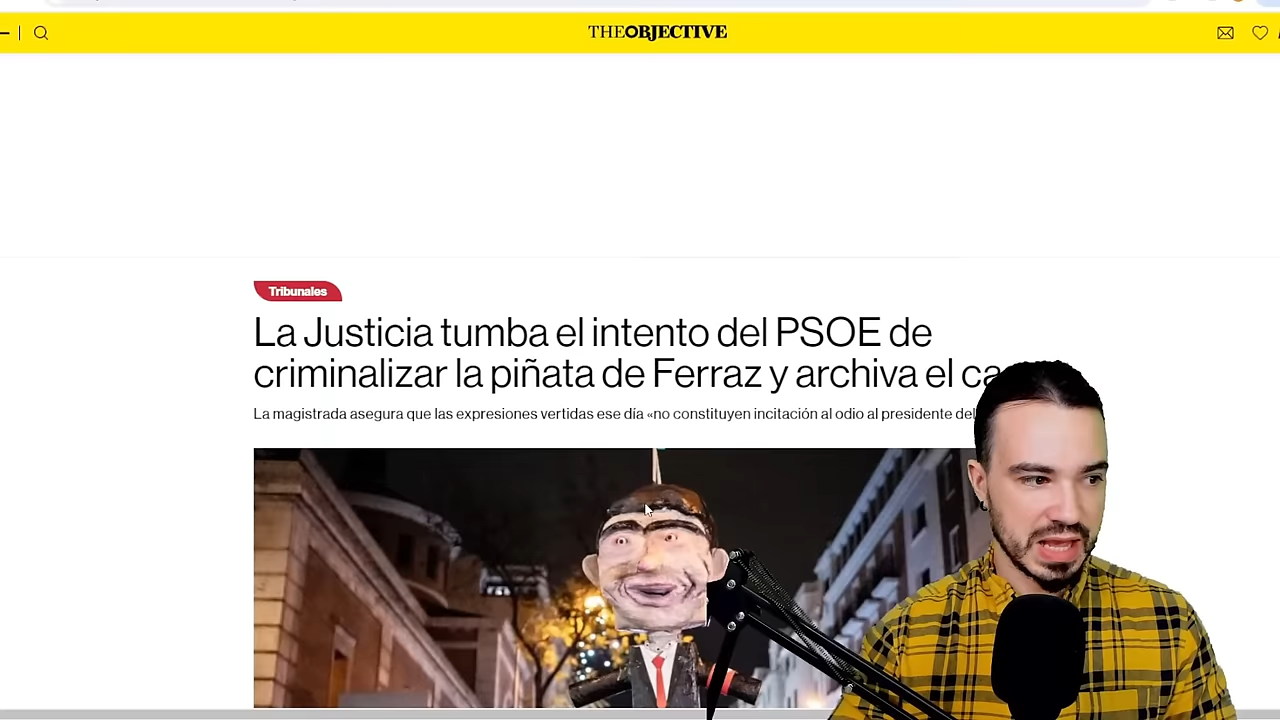 THEOBJECTIVE
Tribunales
La Justicia tumba el intento del PSOE de
criminalizar la piñata de Ferraz y archiva el
La magistrada asegura que las expresiones vertidas ese día «no constituyen incitación al odio al presidente del